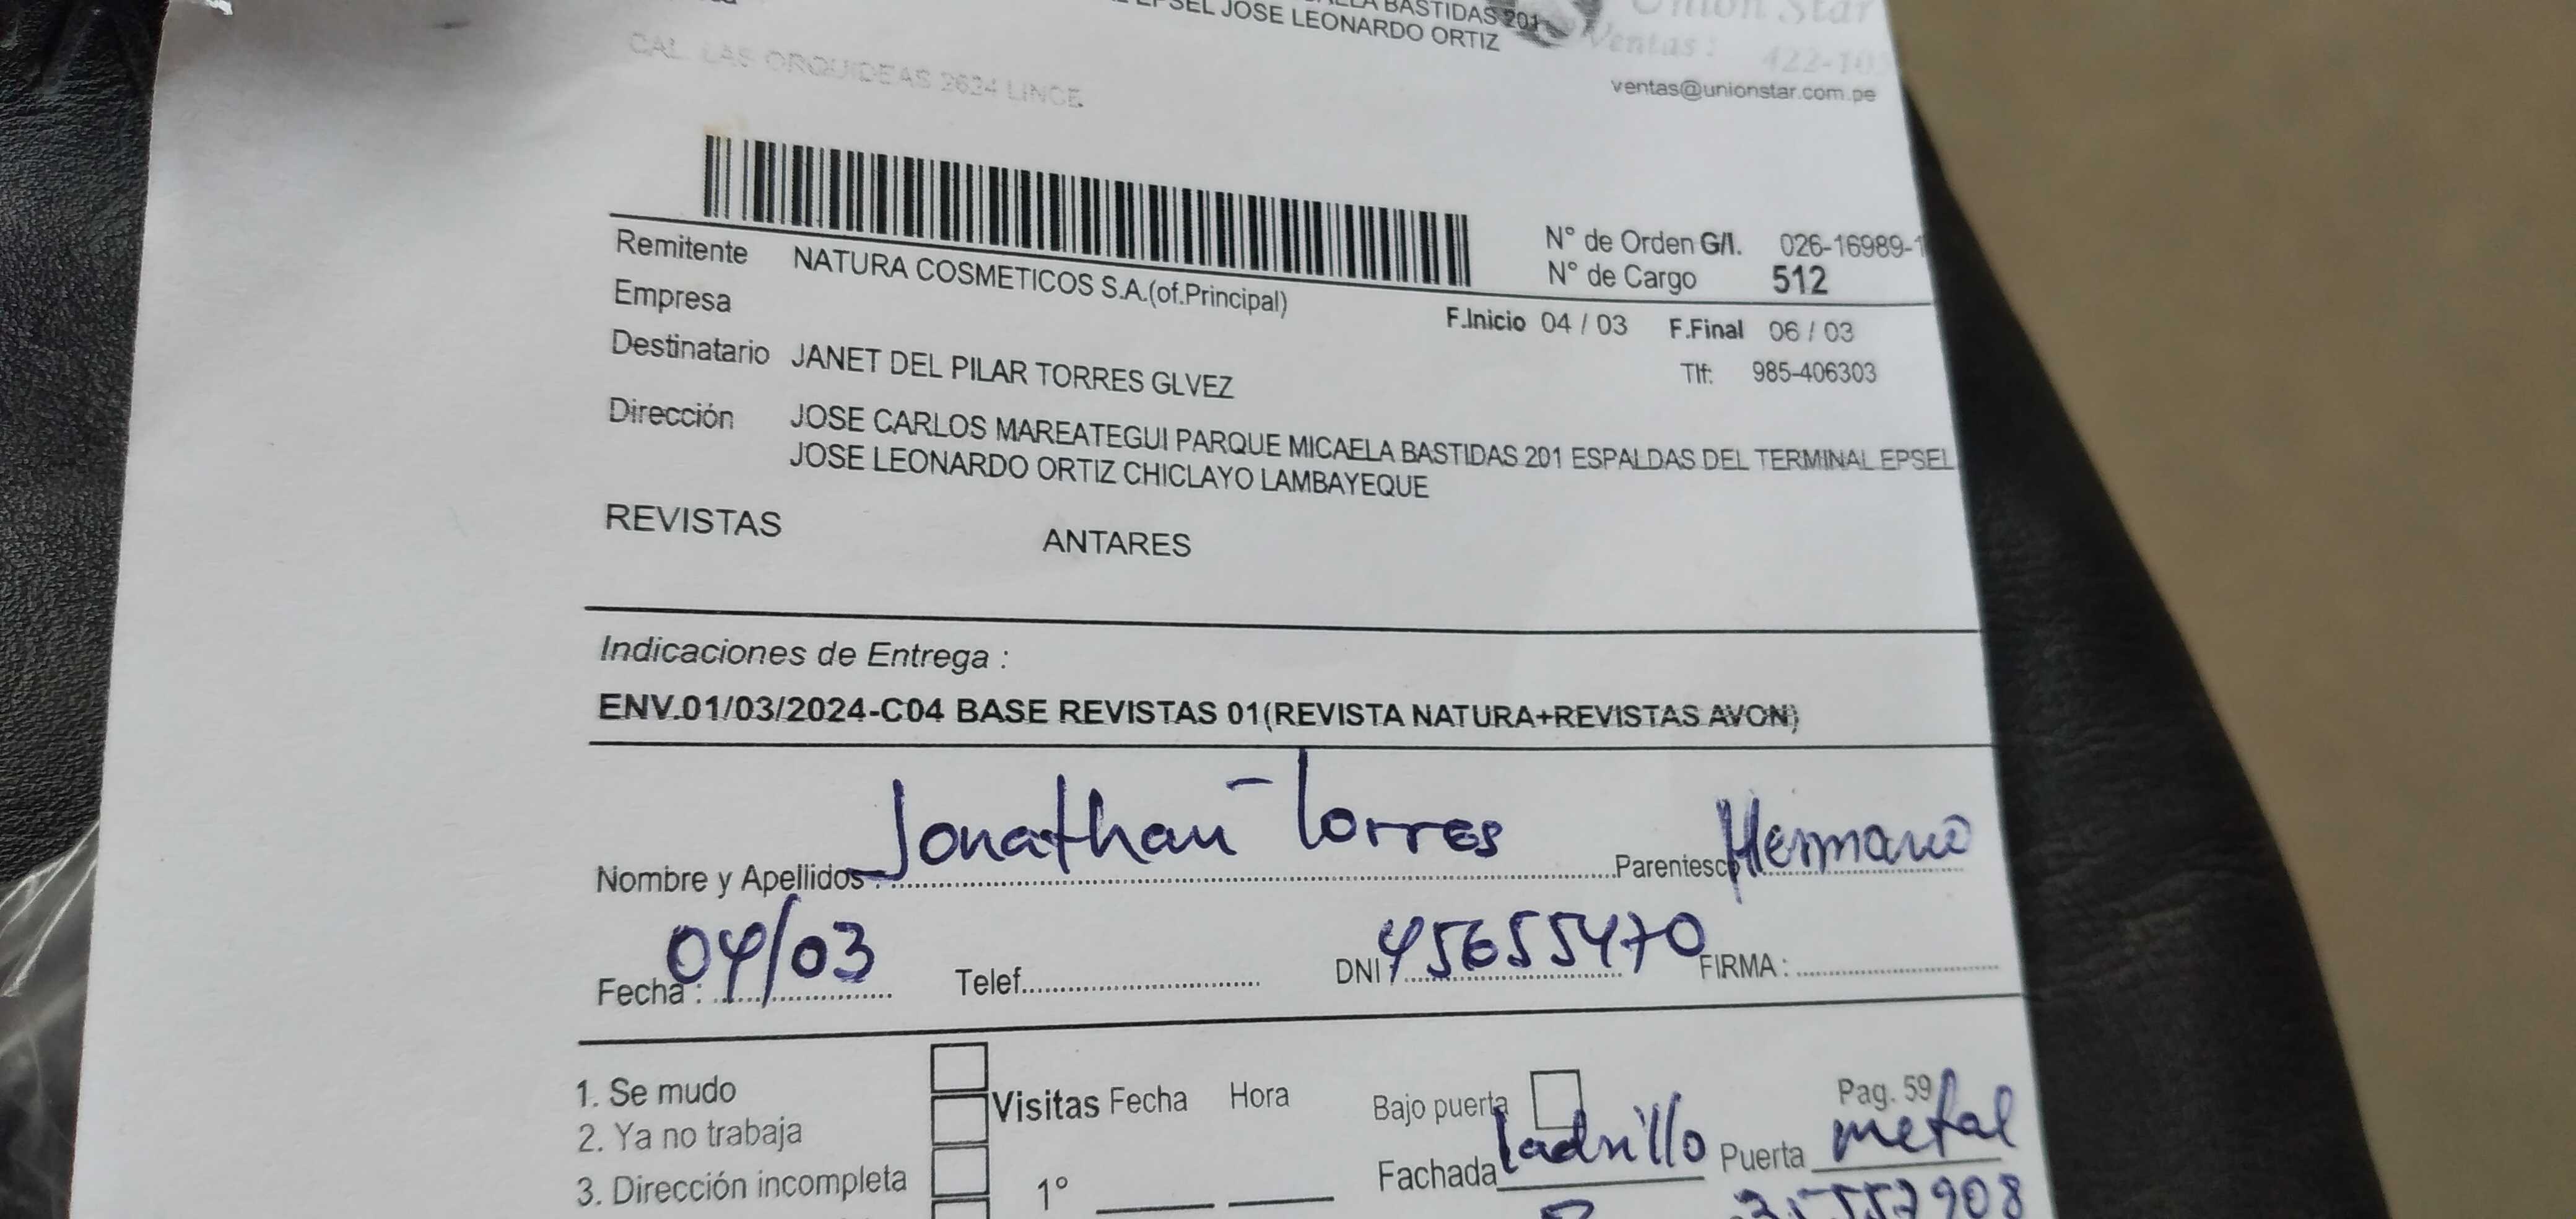 BASTIDAS 201
EPSEL JOSE LEONARDO ORTIZ
Union Star
Ventas: 422-10
CAL. LAS ORQUIDEAS 2634 LINCE
ventas@unionstar.com.pe
N° de Orden G/I. 026-16989-1
N° de Cargo 512
Remitente NATURA COSMETICOS S.A.(of.Principal)
Empresa
F.Inicio 04 / 03 F.Final 06 / 03
Destinatario JANET DEL PILAR TORRES GLVEZ
Tlf: 985-406303
Dirección JOSE CARLOS MAREATEGUI PARQUE MICAELA BASTIDAS 201 ESPALDAS DEL TERMINAL EPSEL
JOSE LEONARDO ORTIZ CHICLAYO LAMBAYEQUE
REVISTAS ANTARES
Indicaciones de Entrega :
ENV.01/03/2024-C04 BASE REVISTAS 01(REVISTA NATURA+REVISTAS AVON)
Nombre y Apellidos : Jonathan Torres Parentesco Hermano
Fecha : 04/03 Telef. DNI 45655470 FIRMA :
1. Se mudo
2. Ya no trabaja
3. Dirección incompleta
Visitas Fecha Hora
1°
Bajo puerta Pag. 59
Fachada ladrillo Puerta metal